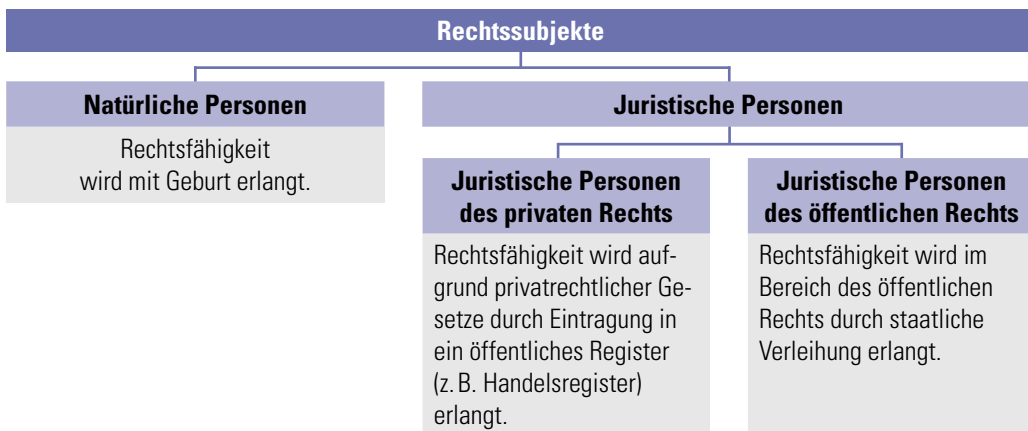 Rechtssubjekte
Natürliche Personen
Rechtsfähigkeit
wird mit Geburt erlangt.
Juristische Personen
Juristische Personen
des privaten Rechts
Rechtsfähigkeit wird auf-
grund privatrechtlicher Ge-
setze durch Eintragung in
ein öffentliches Register
(z. B. Handelsregister)
erlangt.
Juristische Personen
des öffentlichen Rechts
Rechtsfähigkeit wird im
Bereich des öffentlichen
Rechts durch staatliche
Verleihung erlangt.